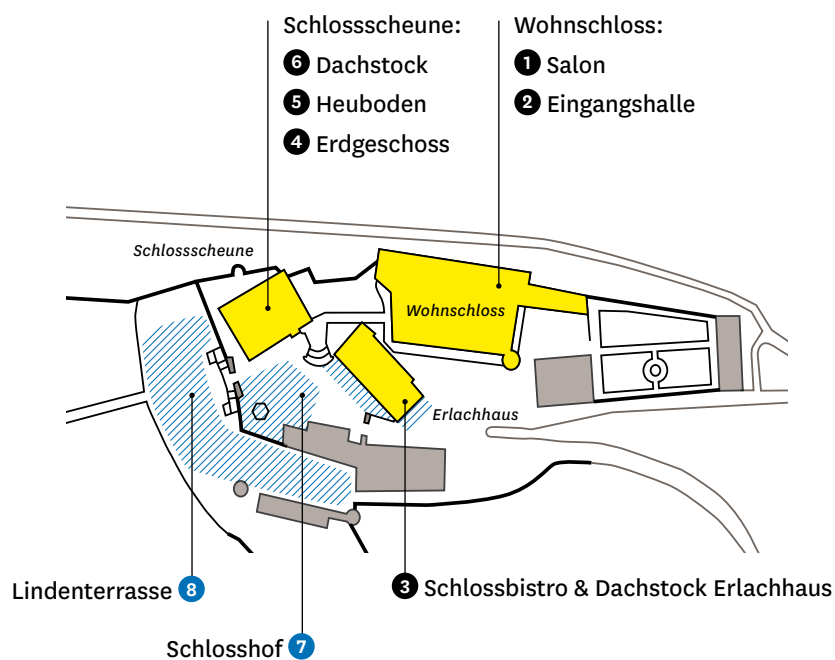 Schlossscheune:
6 Dachstock
5 Heuboden
4 Erdgeschoss
Wohnschloss:
1 Salon
2 Eingangshalle
Schlossscheune
Wohnschloss
Erlachhaus
Lindenterrasse 8
3 Schlossbistro & Dachstock Erlachhaus
Schlosshof 7